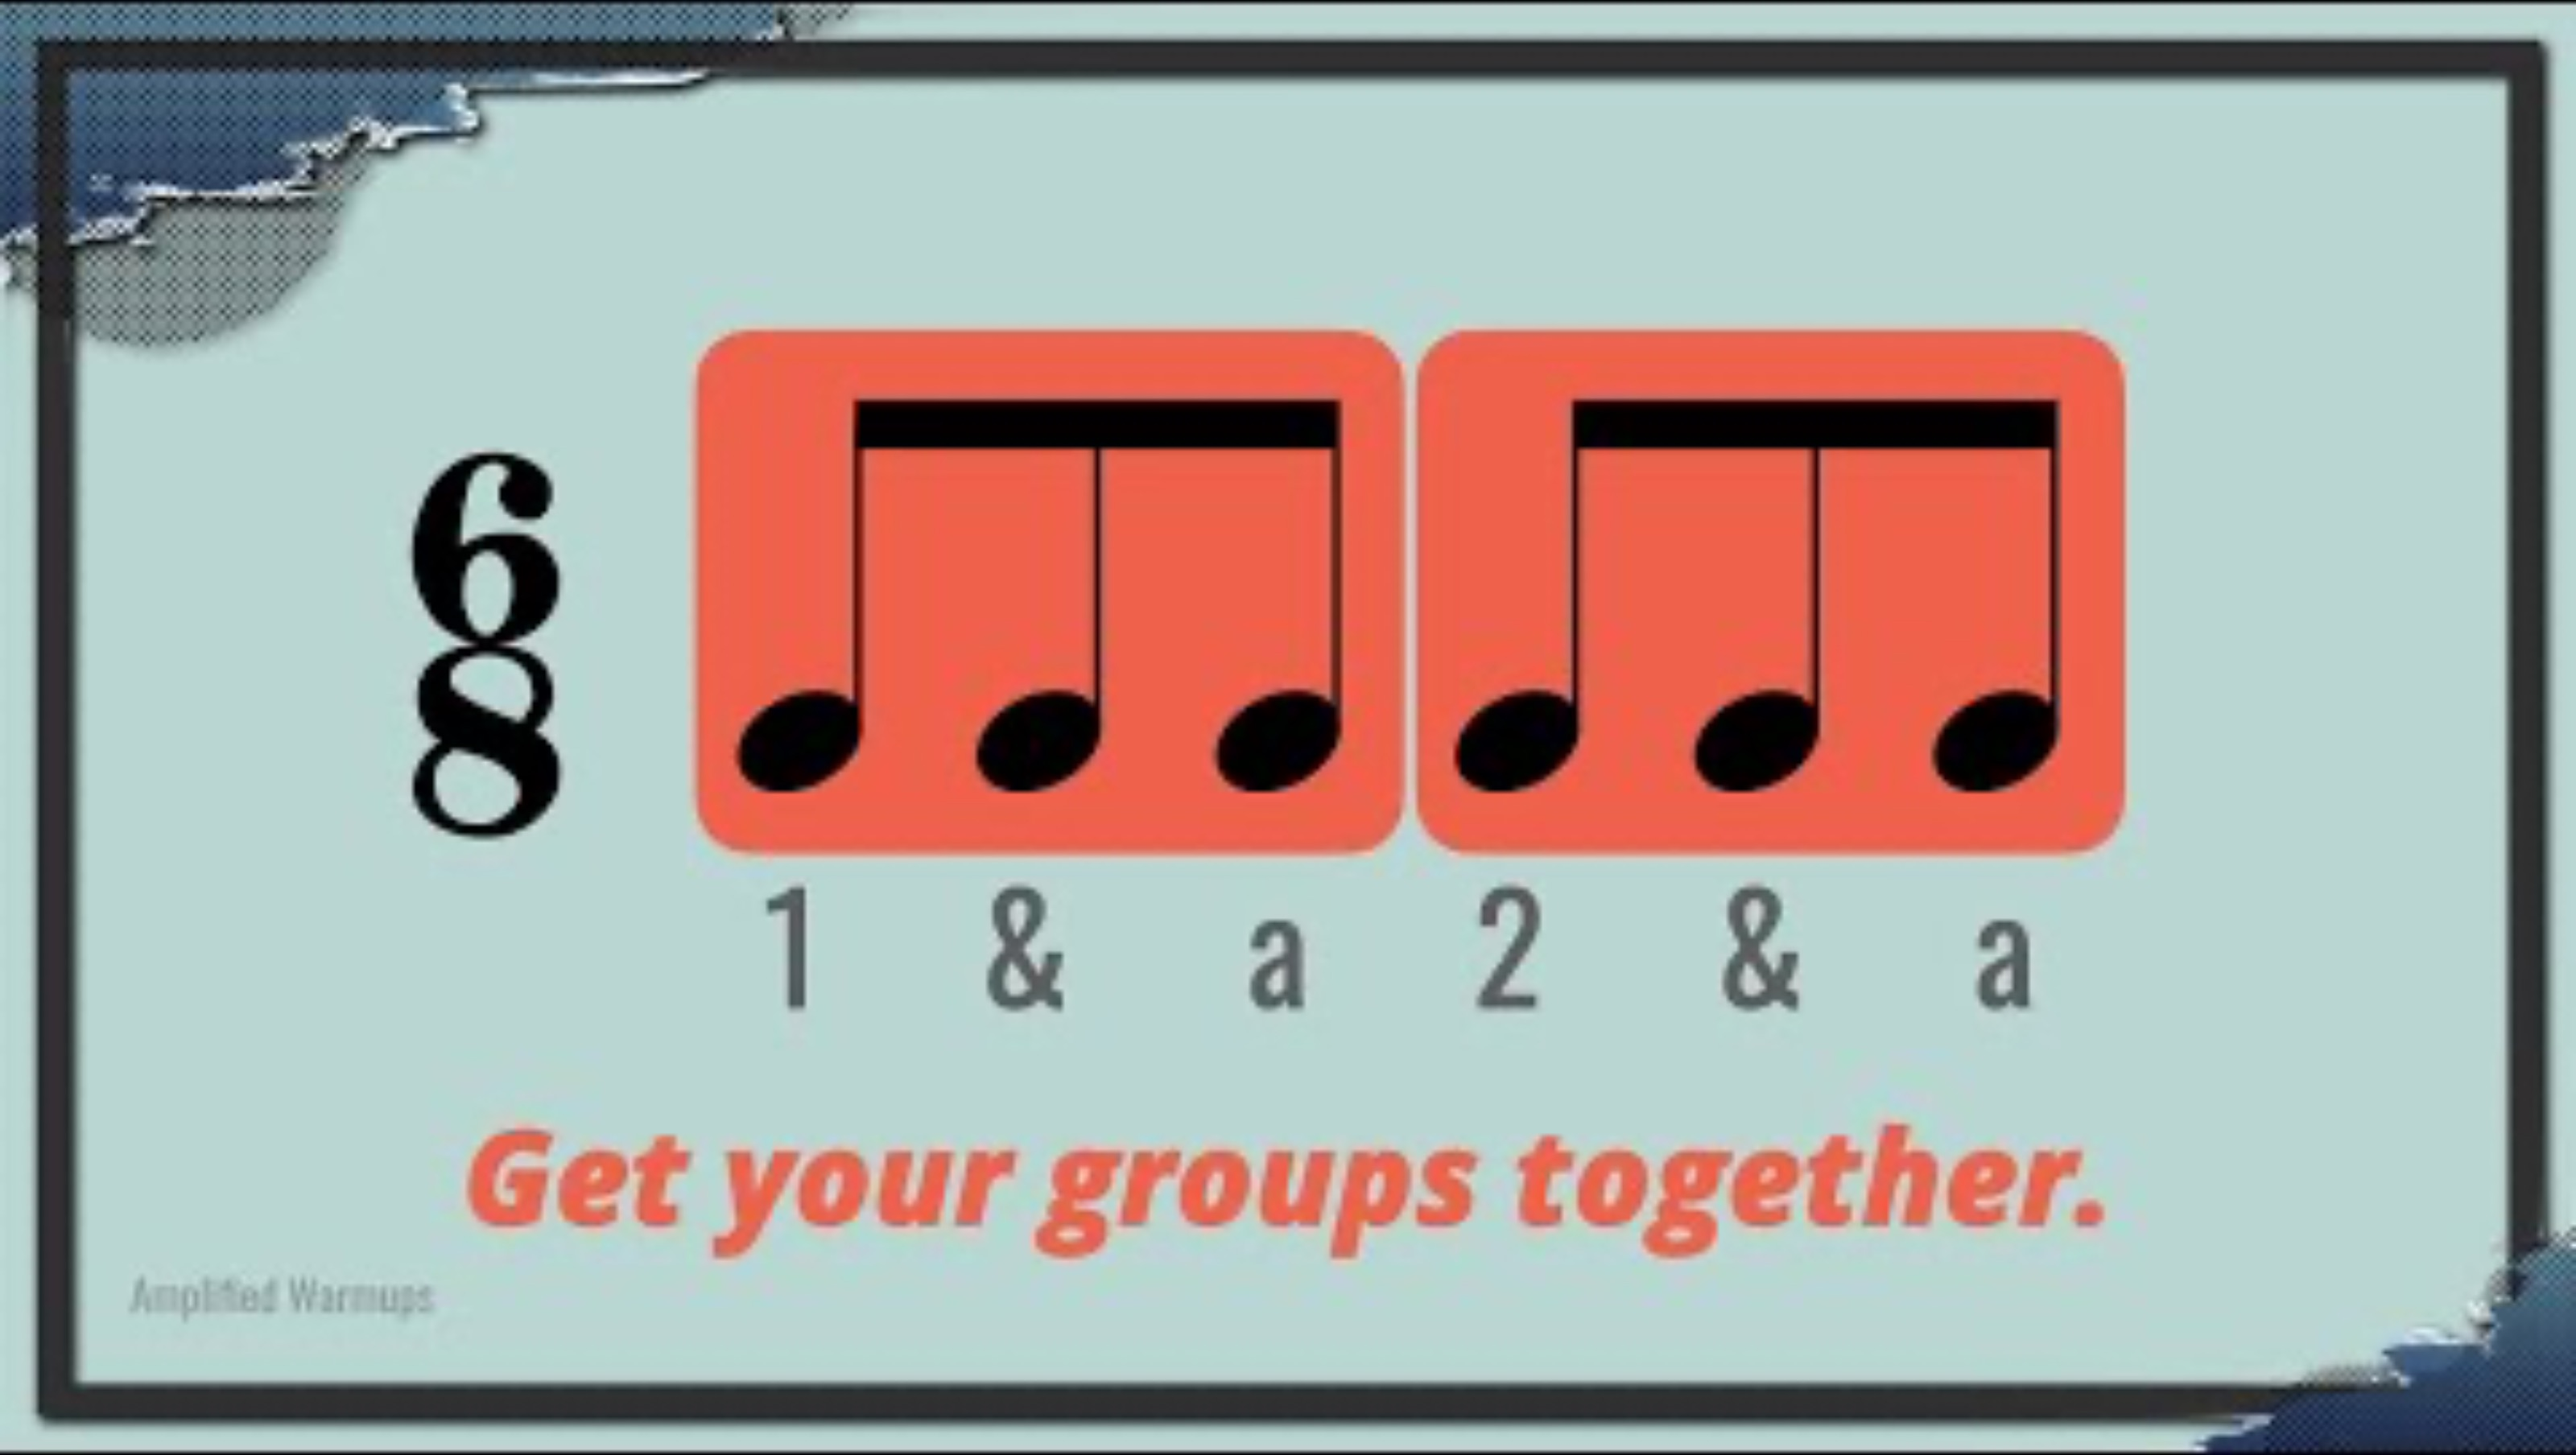 6
8
1 & a 2 & a
Get your groups together.
Amplified Warmups